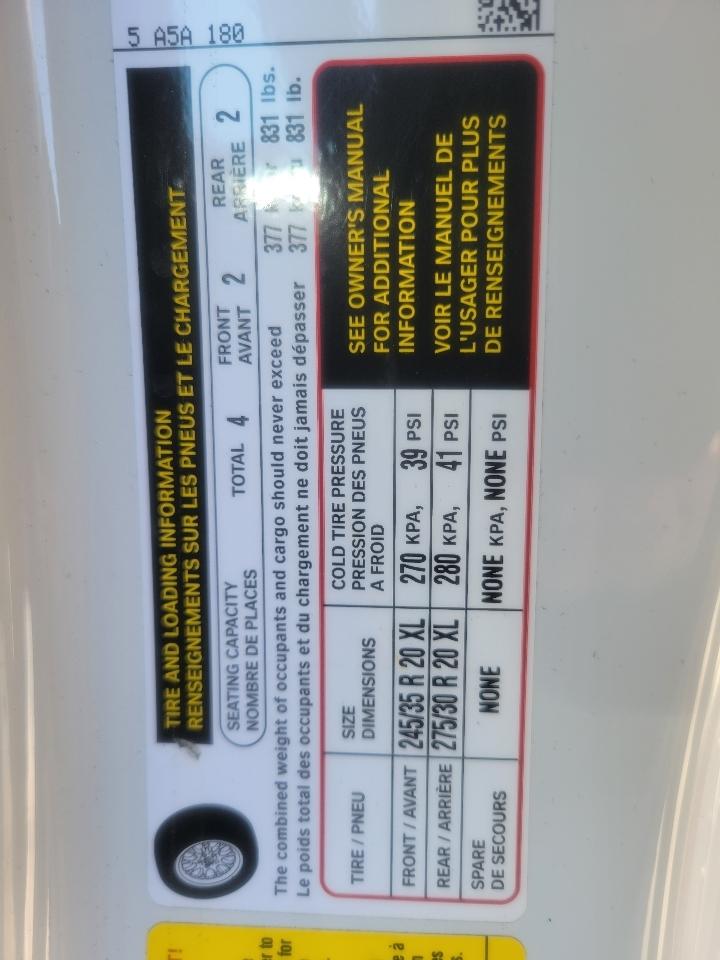 5 A5A 180
TIRE AND LOADING INFORMATION
RENSEIGNEMENTS SUR LES PNEUS ET LE CHARGEMENT
SEATING CAPACITY
NOMBRE DE PLACES
TOTAL 4
FRONT
AVANT 2
REAR
ARRIÈRE 2
The combined weight of occupants and cargo should never exceed 377 831 lbs.
Le poids total des occupants et du chargement ne doit jamais dépasser 377 831 lb.
TIRE / PNEU
SIZE
DIMENSIONS
COLD TIRE PRESSURE
PRESSION DES PNEUS
A FROID
FRONT / AVANT 245/35 R 20 XL 270 KPA, 39 PSI
REAR / ARRIÈRE 275/30 R 20 XL 280 KPA, 41 PSI
SPARE
DE SECOURS
NONE NONE KPA, NONE PSI
SEE OWNER'S MANUAL
FOR ADDITIONAL
INFORMATION
VOIR LE MANUEL DE
L'USAGER POUR PLUS
DE RENSEIGNEMENTS
to
for
à